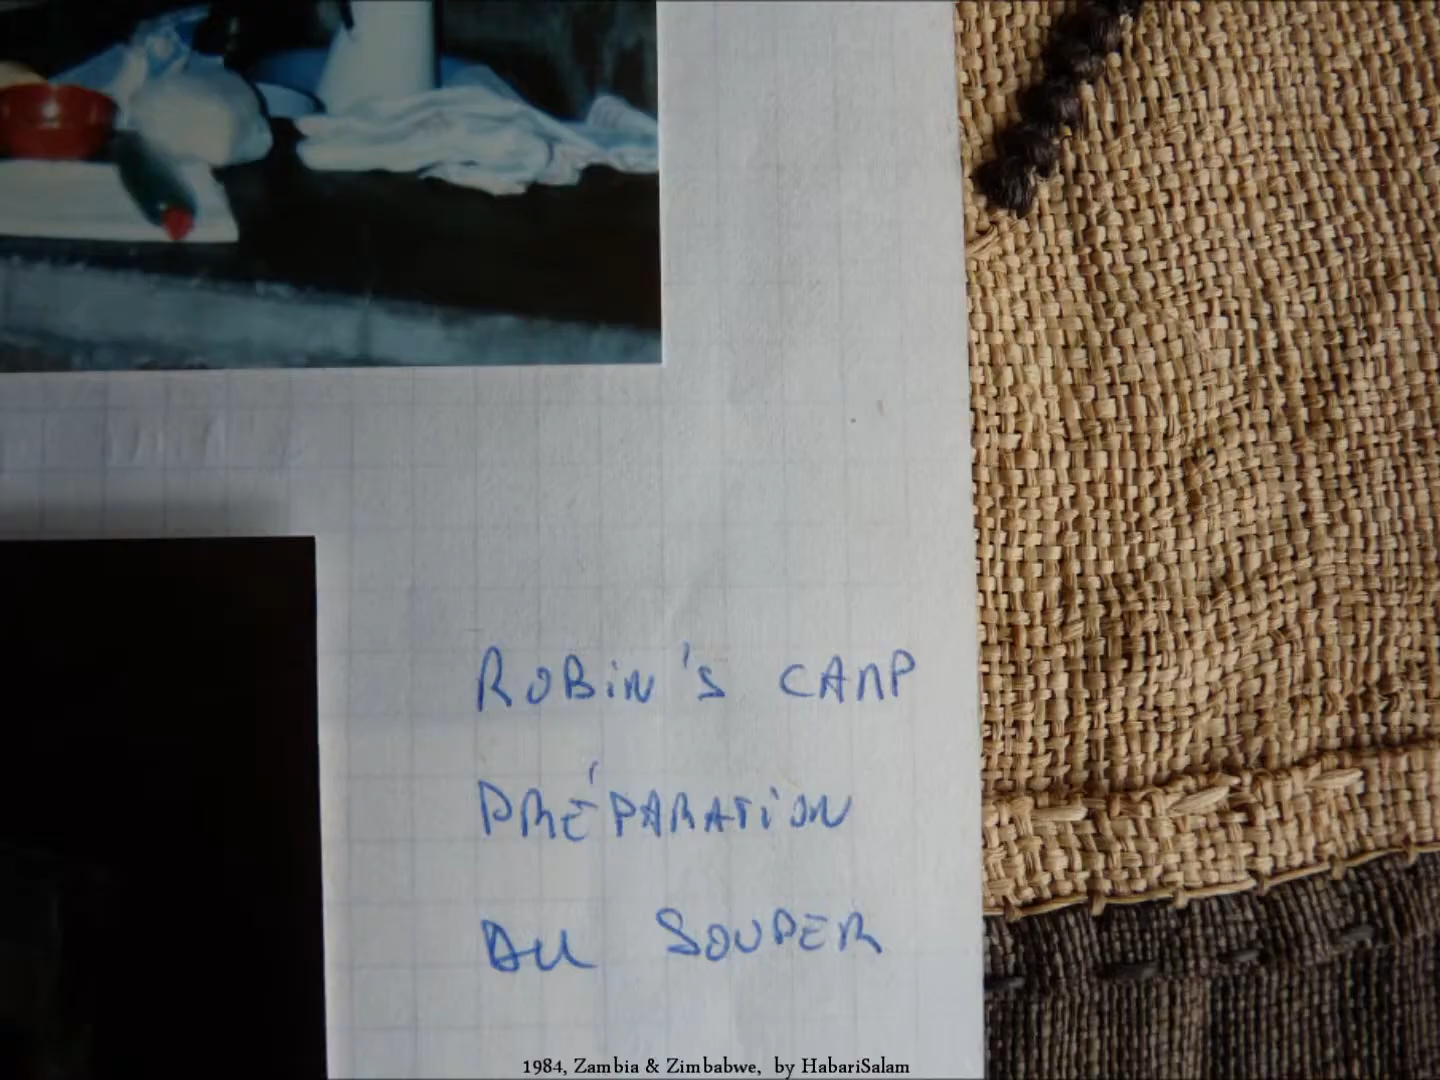 ROBiN'S CAMP
PRÉPARATiON
DU SOUPER
1984, Zambia & Zimbabwe, by HabariSalam